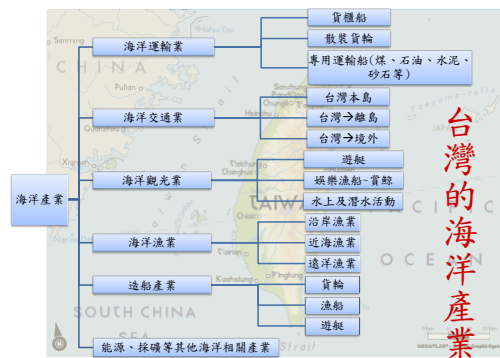 台灣的海洋產業
海洋產業
海洋運輸業
貨櫃船
散裝貨輪
專用運輸船(煤、石油、水泥、
砂石等)
海洋交通業
台灣本島
台灣→離島
台灣→境外
海洋觀光業
遊艇
娛樂漁船-賞鯨
水上及潛水活動
海洋漁業
沿岸漁業
近海漁業
遠洋漁業
造船產業
貨輪
漁船
遊艇
能源、採礦等其他海洋相關產業
CHINA
TAIWAN
PACIFIC
OCEAN
SOUTH CHINA
SEA
Strait
Sanming
Pullan
Xiamen
Hsinchu
Kaohsiung
Pingtung